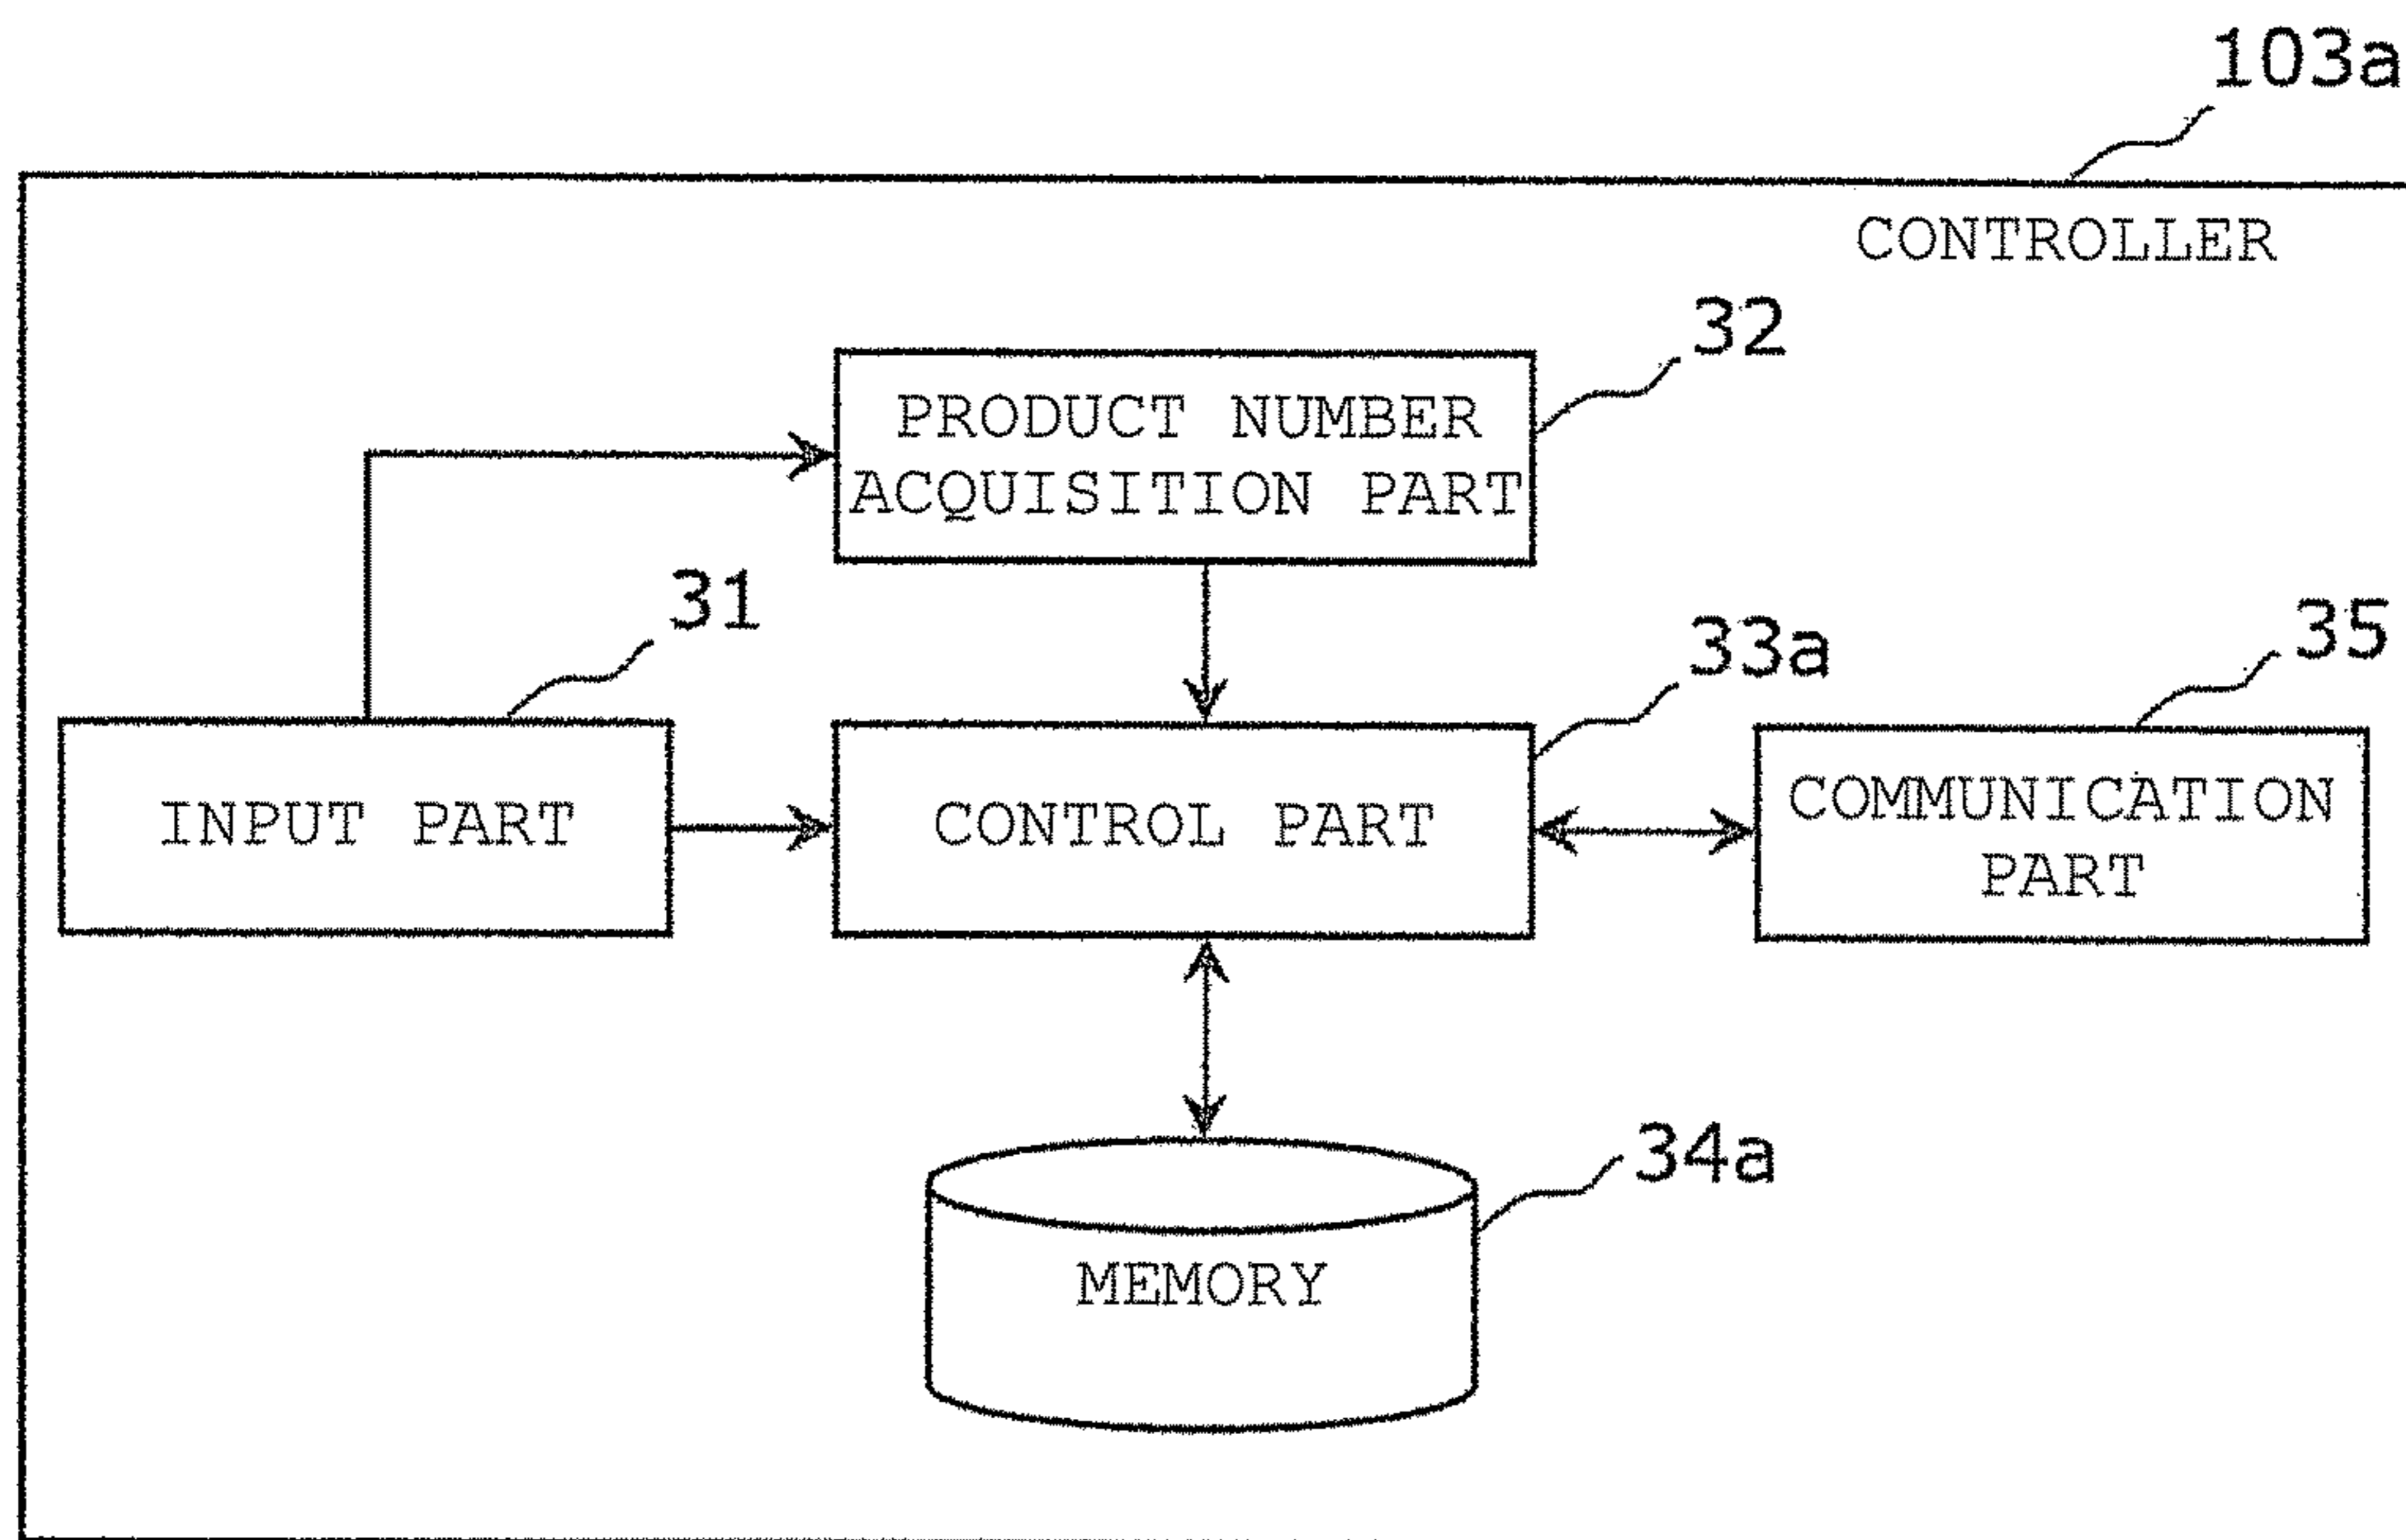 103a
CONTROLLER
32
PRODUCT NUMBER
ACQUISITION PART
31
33a
35
INPUT PART
CONTROL PART
COMMUNICATION
PART
34a
MEMORY